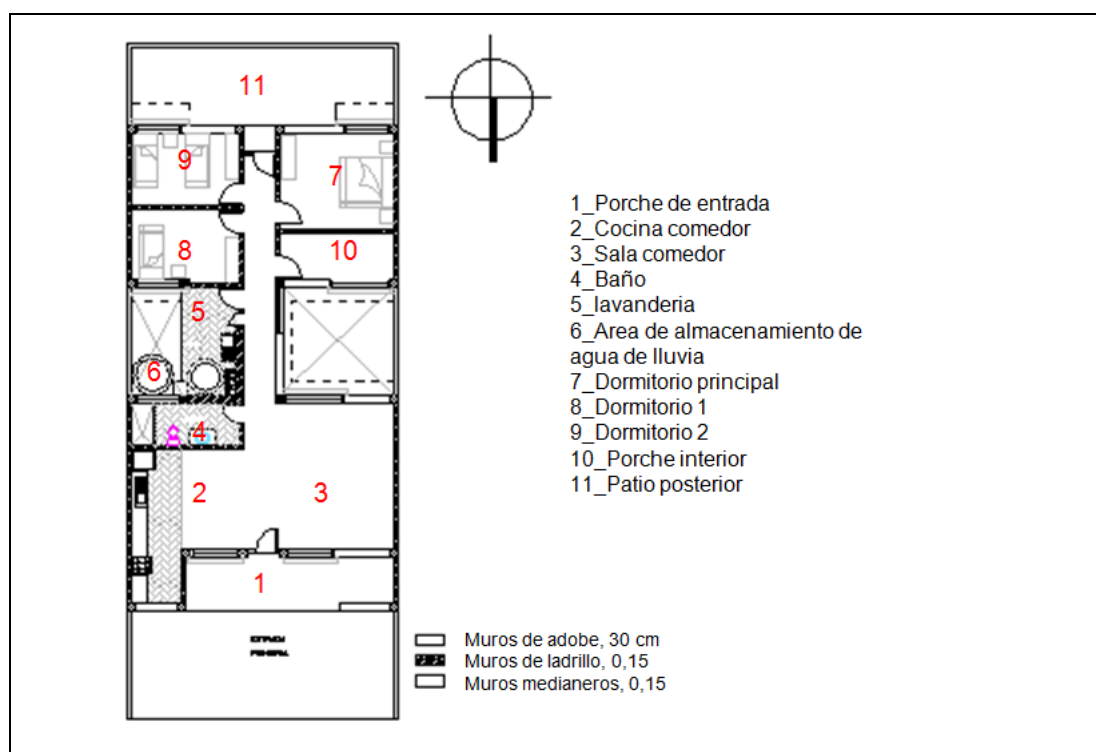 11
9
7
8
10
5
6
4
2
3
1
1_Porche de entrada
2_Cocina comedor
3_Sala comedor
4_Baño
5_lavanderia
6_Area de almacenamiento de
agua de lluvia
7_Dormitorio principal
8_Dormitorio 1
9_Dormitorio 2
10_Porche interior
11_Patio posterior
Muros de adobe, 30 cm
Muros de ladrillo, 0,15
Muros medianeros, 0,15